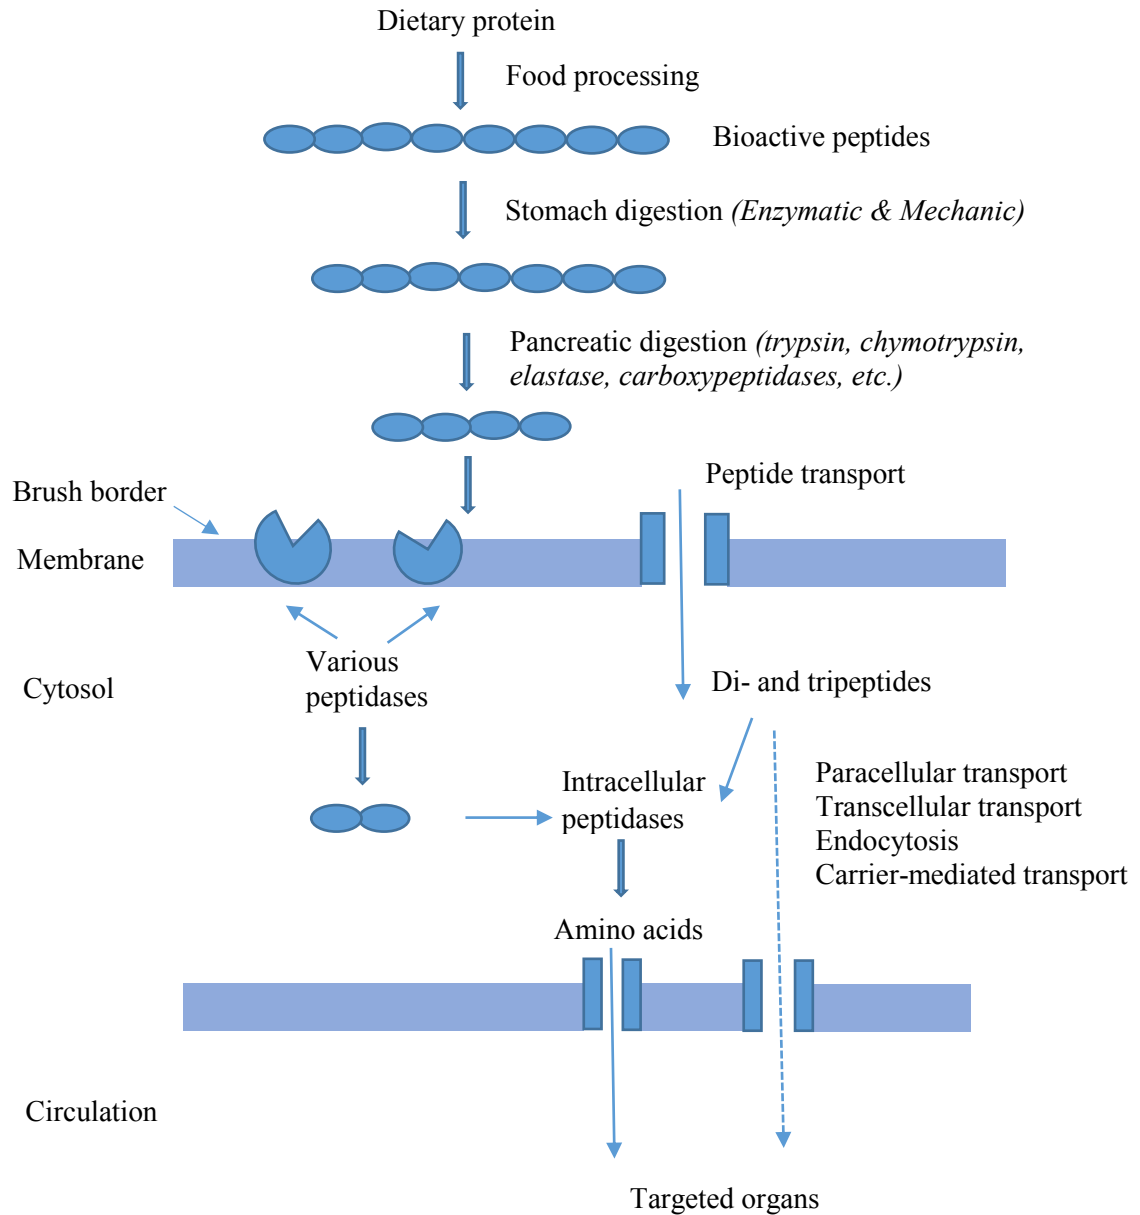 Dietary protein
Food processing
Bioactive peptides
Stomach digestion (Enzymatic & Mechanic)
Pancreatic digestion (trypsin, chymotrypsin,
elastase, carboxypeptidases, etc.)
Peptide transport
Brush border
Membrane
Various
peptidases
Cytosol
Di- and tripeptides
Intracellular
peptidases
Paracellular transport
Transcellular transport
Endocytosis
Carrier-mediated transport
Amino acids
Circulation
Targeted organs